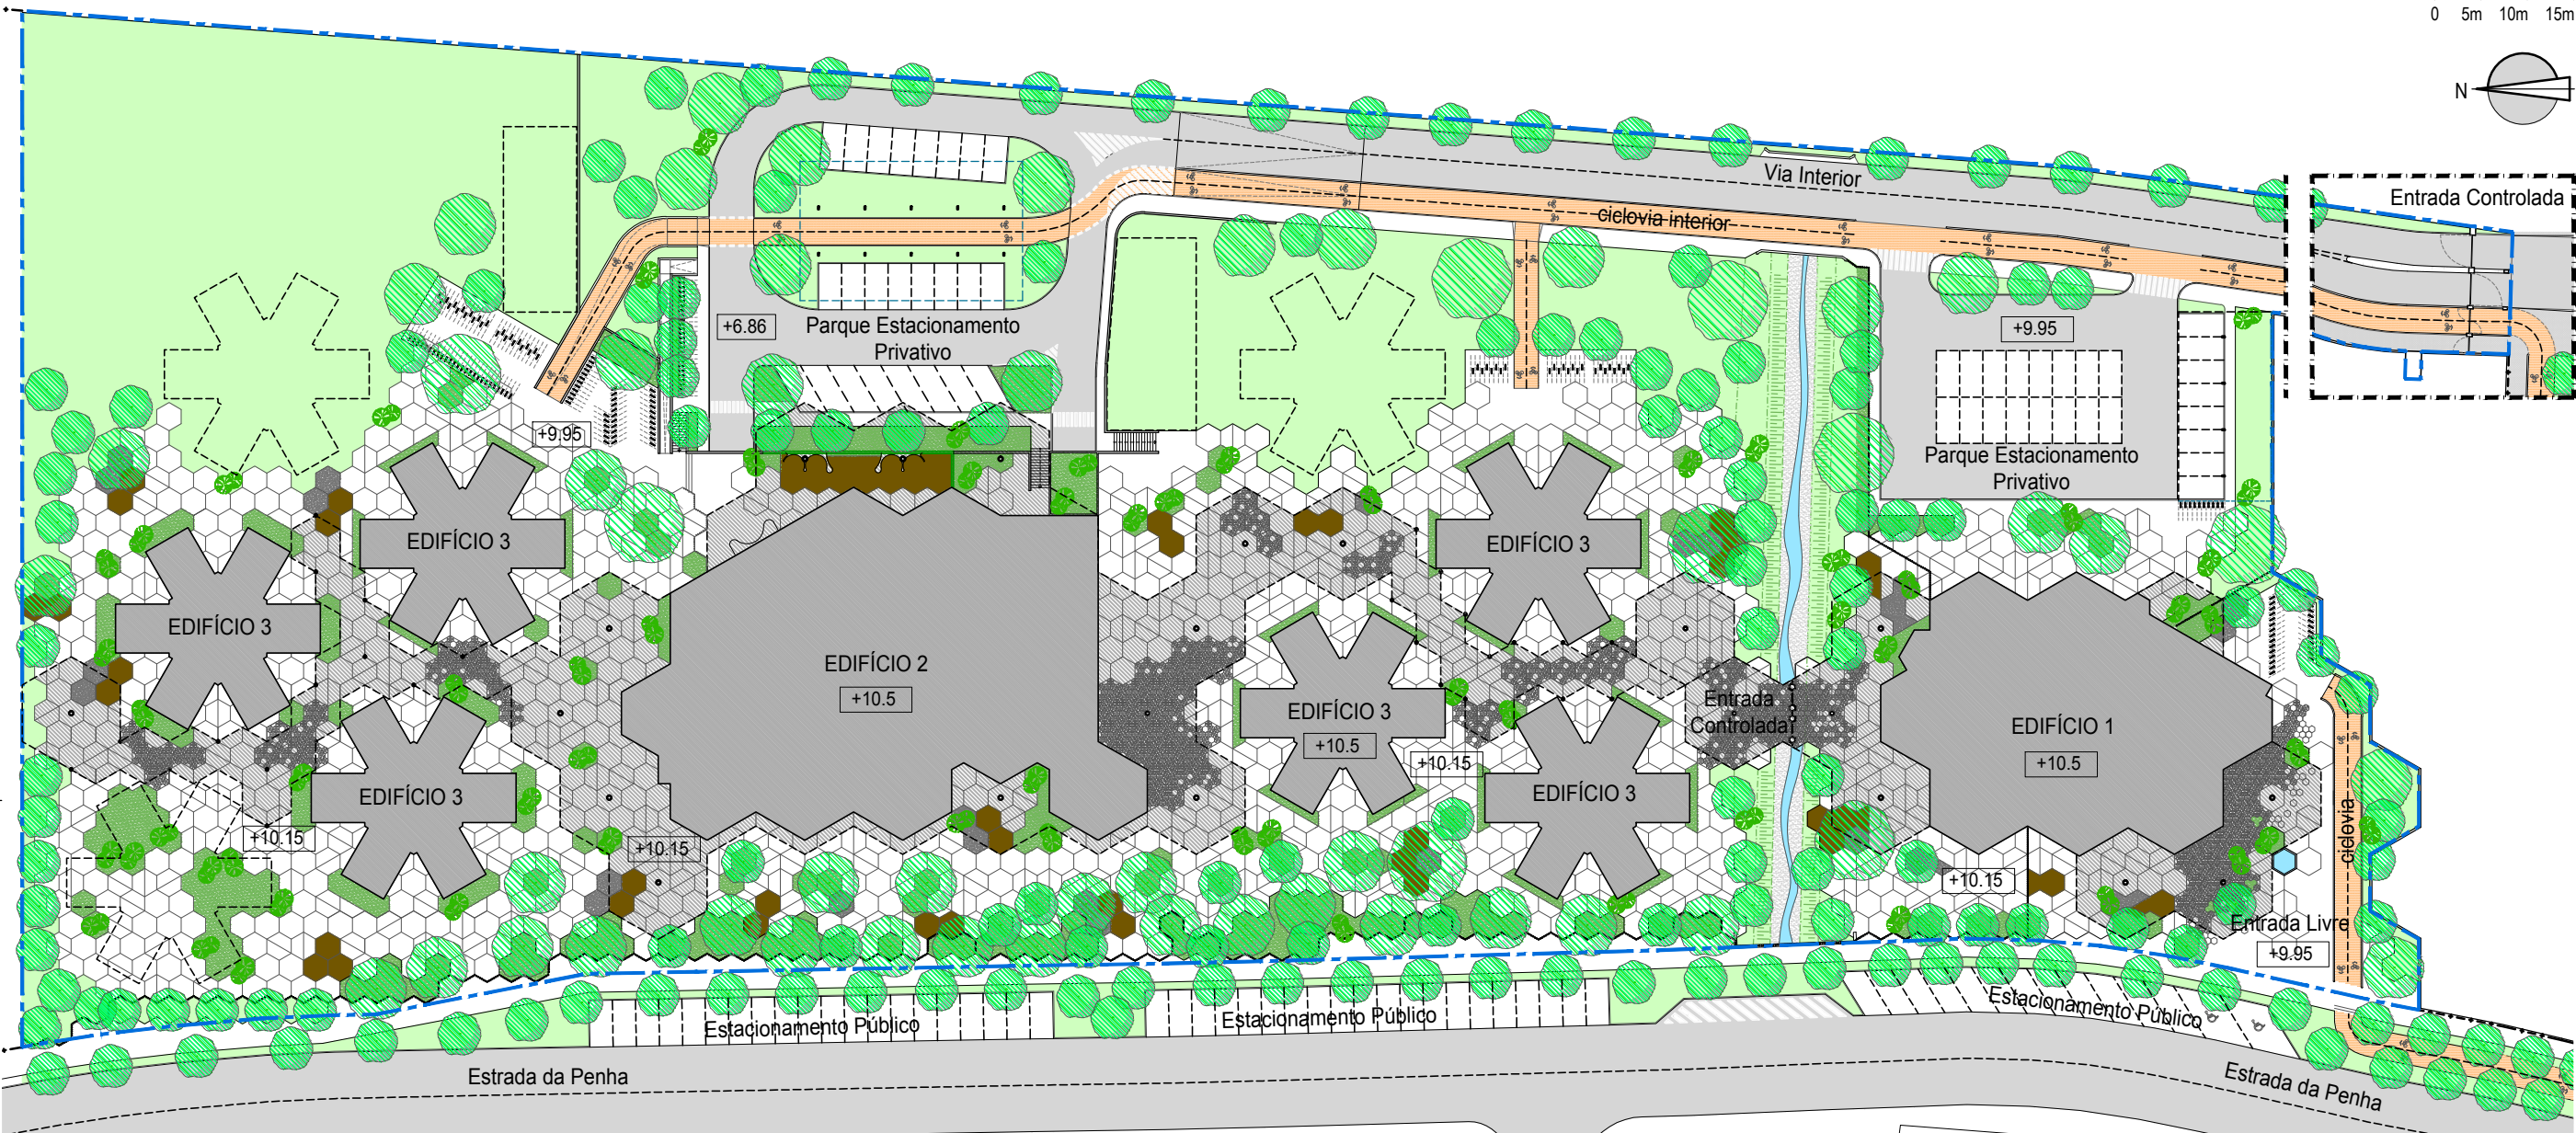 0 5m 10m 15m
N
Entrada Controlada
Via Interior
ciclovia interior
+6.86
Parque Estacionamento
Privativo
+9.95
Parque Estacionamento
Privativo
+9.95
EDIFÍCIO 3
EDIFÍCIO 3
EDIFÍCIO 3
EDIFÍCIO 2
+10.5
EDIFÍCIO 3
EDIFÍCIO 3
+10.5
EDIFÍCIO 3
+10.15
Entrada
Controlada
EDIFÍCIO 1
+10.5
+10.15
+10.15
+10.15
ciclovia
Entrada Livre
+9.95
Estacionamento Público
Estacionamento Público
Estacionamento Público
Estrada da Penha
Estrada da Penha